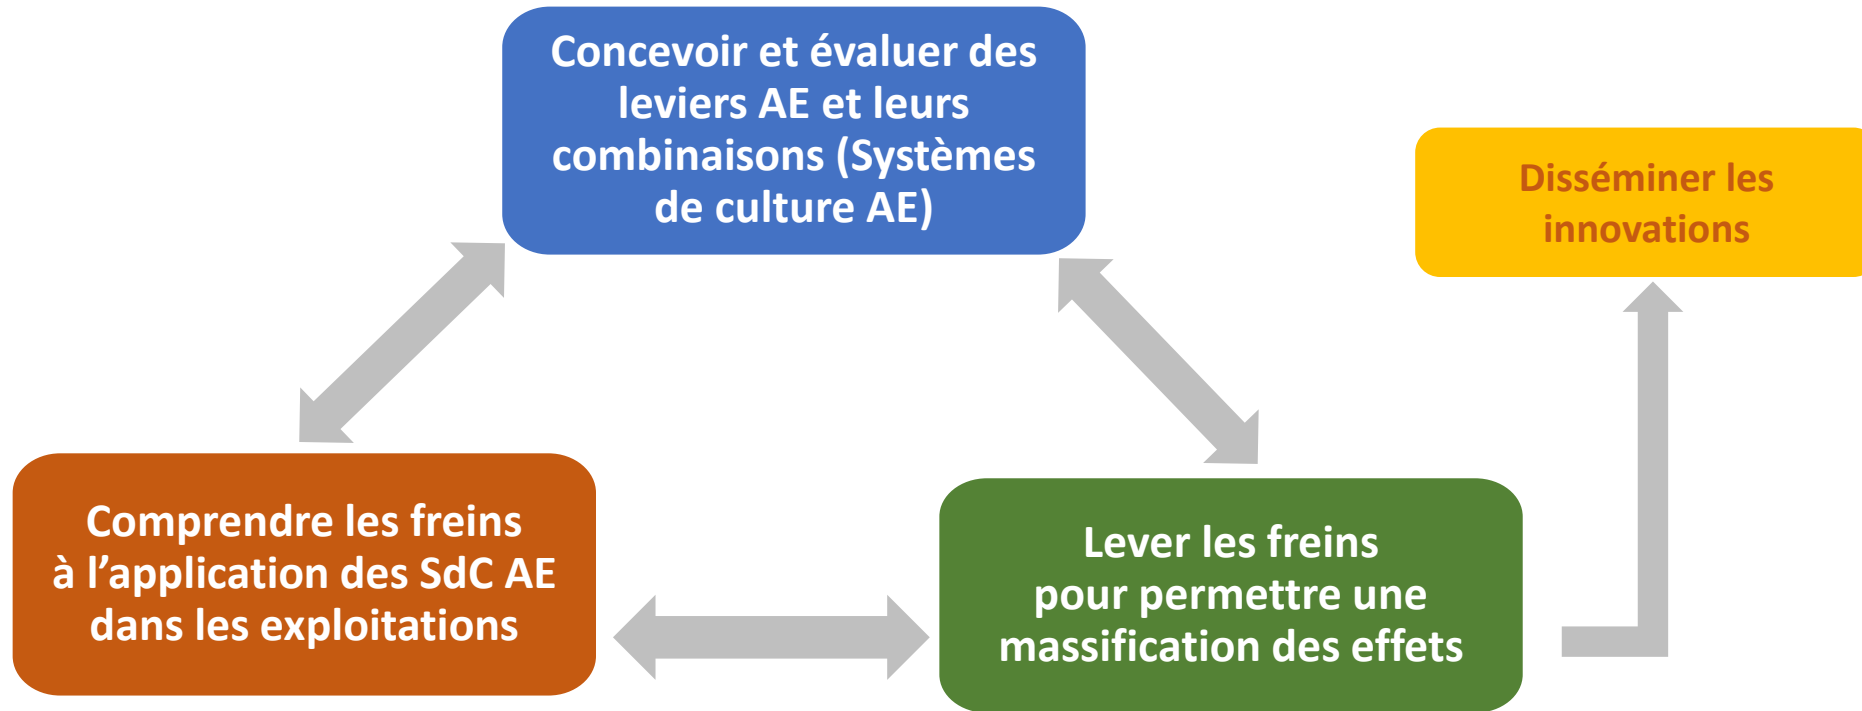 Concevoir et évaluer des
leviers AE et leurs
combinaisons (Systèmes
de culture AE)
Disséminer les
innovations
Comprendre les freins
à l’application des SdC AE
dans les exploitations
Lever les freins
pour permettre une
massification des effets